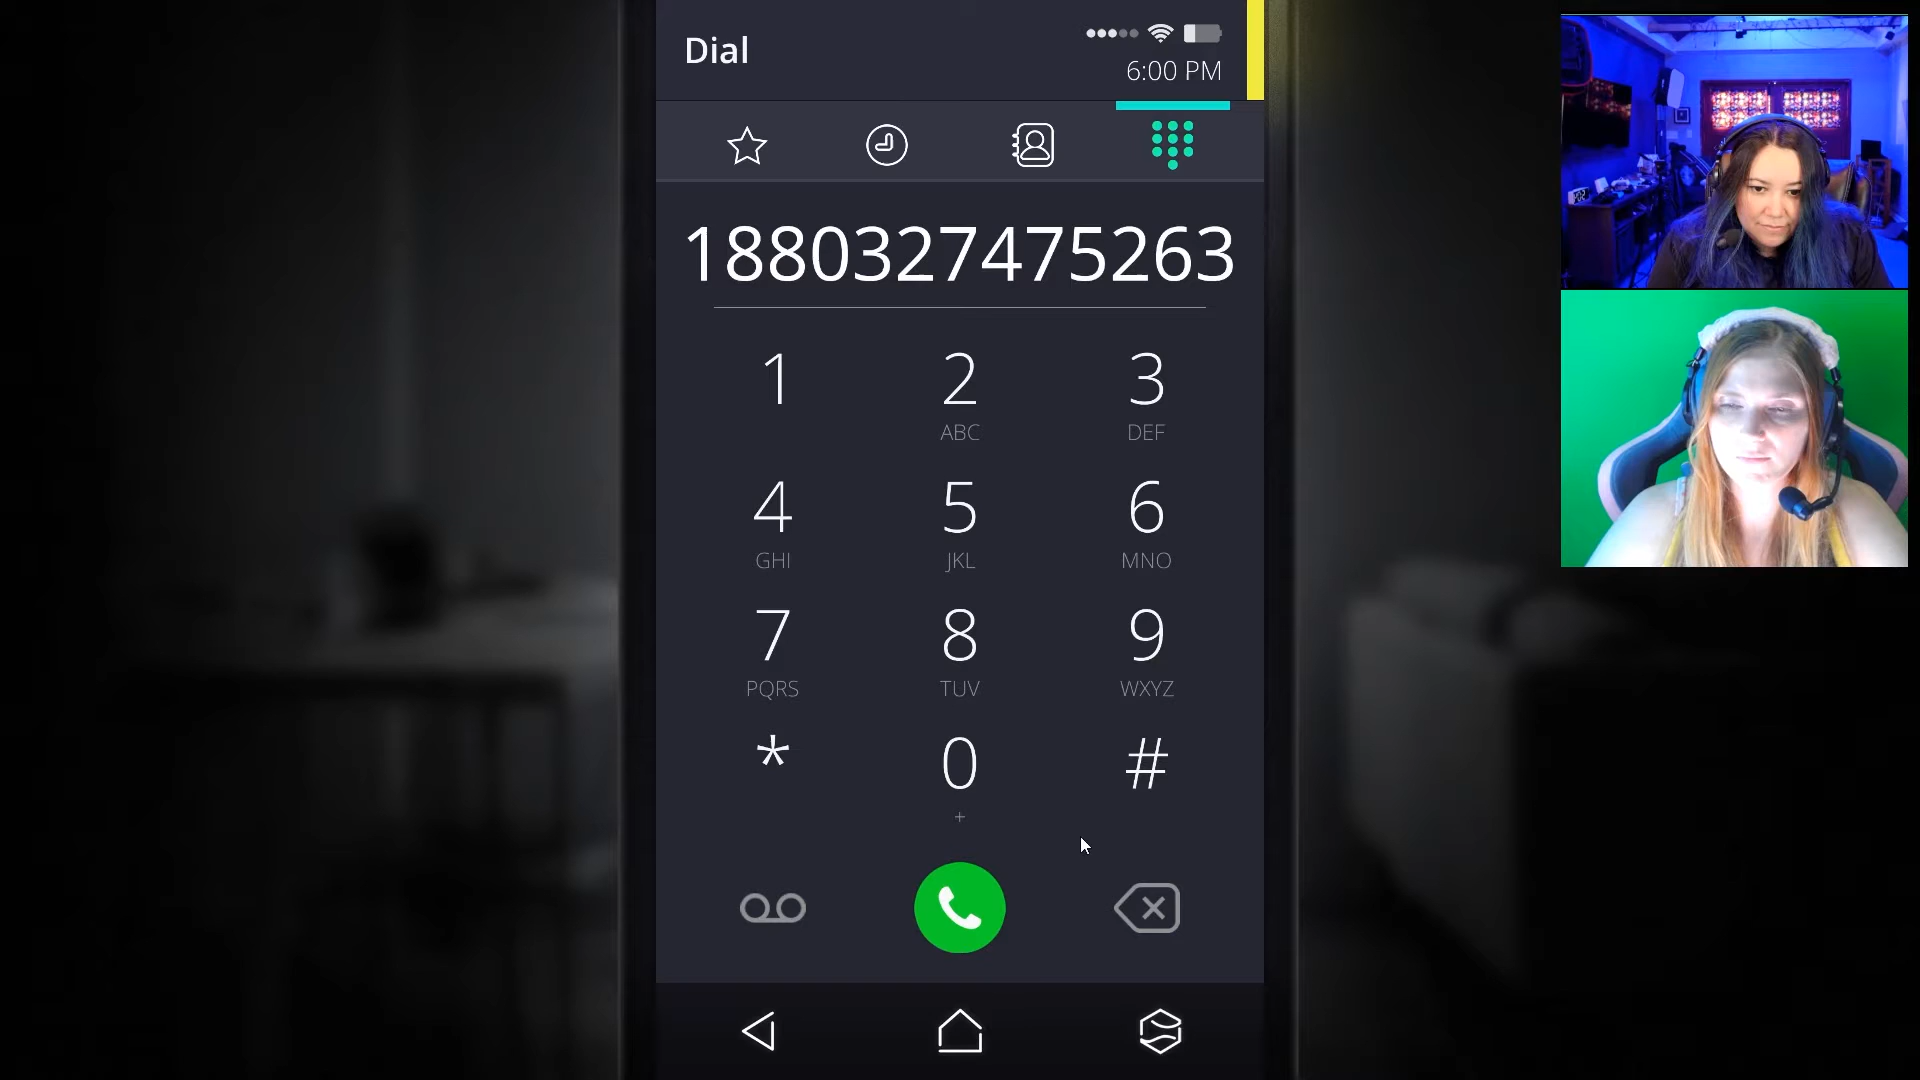 Dial
6:00 PM
1880327475263
1 2 3
ABC DEF
4 5 6
GHI JKL MNO
7 8 9
PQRS TUV WXYZ
* 0 #
+